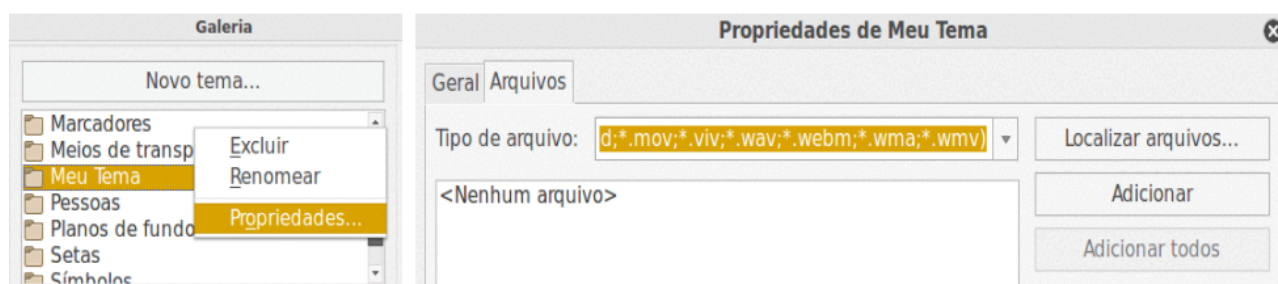 Galeria
Novo tema...
Marcadores
Meios de transp
Meu Tema
Pessoas
Planos de fundo
Setas
Símbolos
Excluir
Renomear
Propriedades...
Propriedades de Meu Tema
Geral Arquivos
Tipo de arquivo: d;*.mov;*.viv;*.wav;*.webm;*.wma;*.wmv) Localizar arquivos...
<Nenhum arquivo>
Adicionar
Adicionar todos